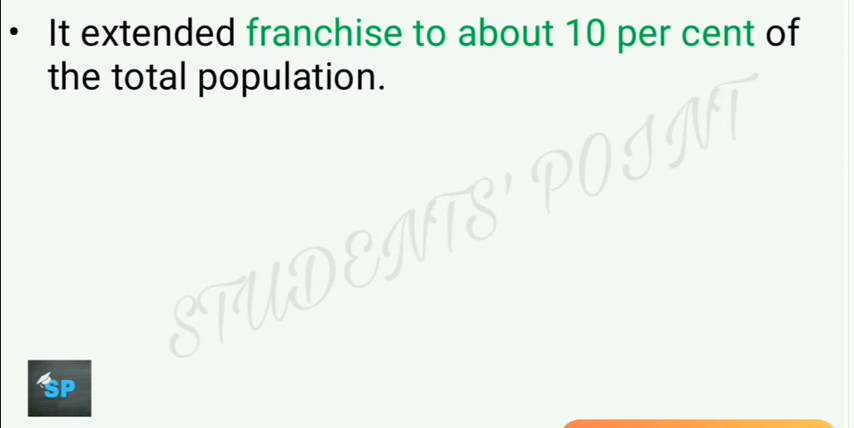 • It extended franchise to about 10 per cent of
the total population.
STUDENTS' POINT
SP